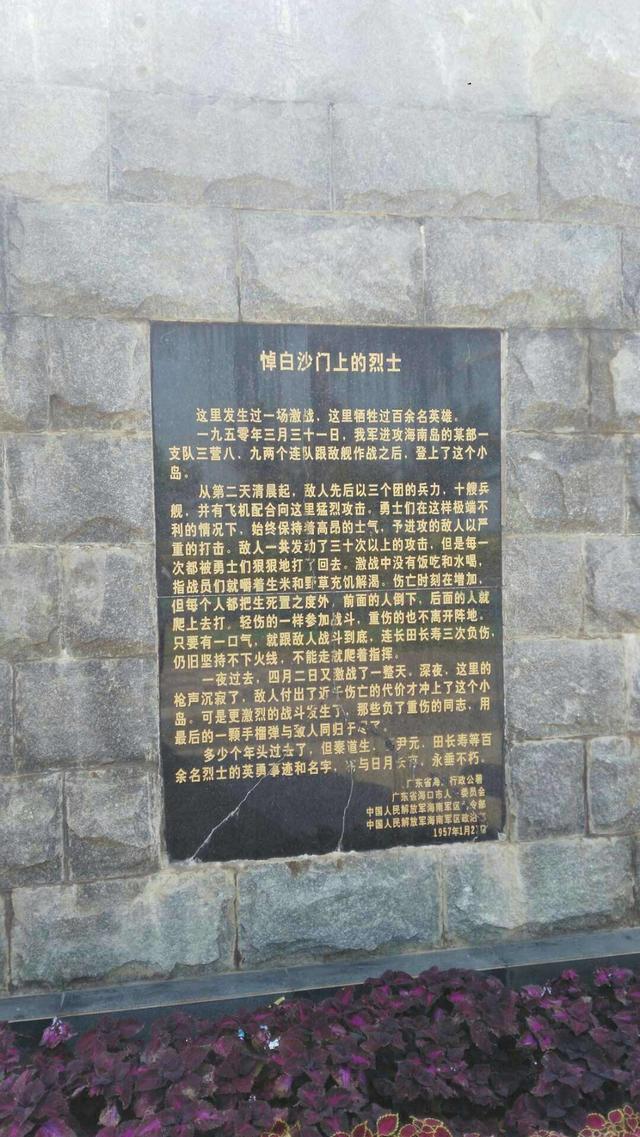 悼白沙门上的烈士
这里发生过一场激战，这里牺牲过百余名英雄。
一九五零年三月三十一日，我军进攻海南岛的某部一
支队三营八、九两个连队跟敌舰作战之后，登上了这个小
岛。
从第二天清晨起，敌人先后以三个团的兵力，十艘兵
舰，并有飞机配合向这里猛烈攻击。勇士们在这样极端不
利的情况下，始终保持着高昂的士气，予进攻的敌人以严
重的打击。敌人一共发动了三十次以上的攻击，但是每一
次都被勇士们狠狠地打了回去。激战中没有饭吃和水喝，
指战员们就嚼着生米和野草充饥解渴。伤亡时刻在增加，
但每个人都把生死置之度外，前面的人倒下，后面的人就
爬上去打。轻伤的一样参加战斗，重伤的也不离开阵地。
只要有一口气，就跟敌人战斗到底，连长田长寿三次负伤，
仍旧坚持不下火线，不能走就爬着指挥。
一夜过去，四月二日又激战了一整天，深夜，这里的
枪声沉寂了，敌人付出了近千伤亡的代价才冲上了这个小
岛。可是更激烈的战斗发生了，那些负了重伤的同志，用
最后的一颗手榴弹与敌人同归于尽了。
多少个年头过去了，但秦道生、尹元、田长寿等百
余名烈士的英勇事迹和名字，与日月长存，永垂不朽。
广东省海 行政公署
广东省海口市人 委员会
中国人民解放军海南军区 令部
中国人民解放军海南军区政治
1957年1月2 日